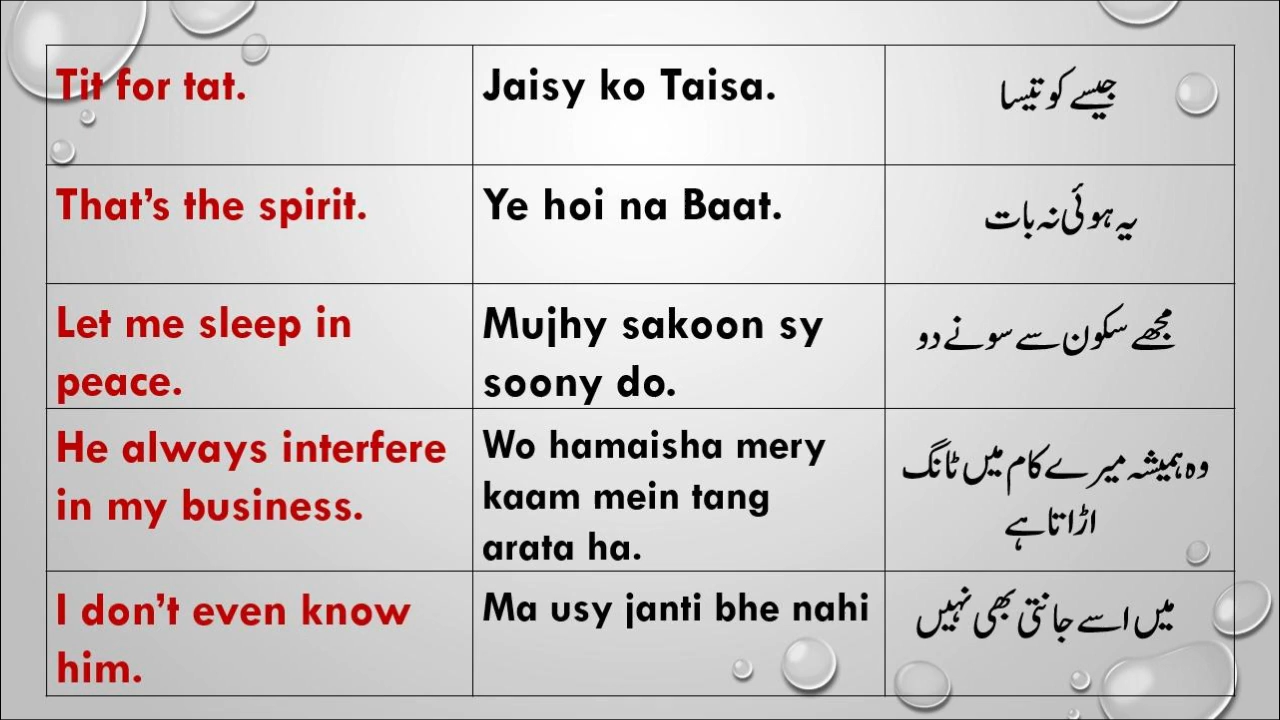 Tit for tat.
Jaisy ko Taisa.
جیسے کو تیسا
That’s the spirit.
Ye hoi na Baat.
یہ ہوئی نہ بات
Let me sleep in
peace.
Mujhy sakoon sy
soony do.
مجھے سکون سے سونے دو
He always interfere
in my business.
Wo hamaisha mery
kaam mein tang
arata ha.
وہ ہمیشہ میرے کام میں ٹانگ
اڑاتا ہے
I don’t even know
him.
Ma usy janti bhe nahi
میں اسے جانتی بھی نہیں